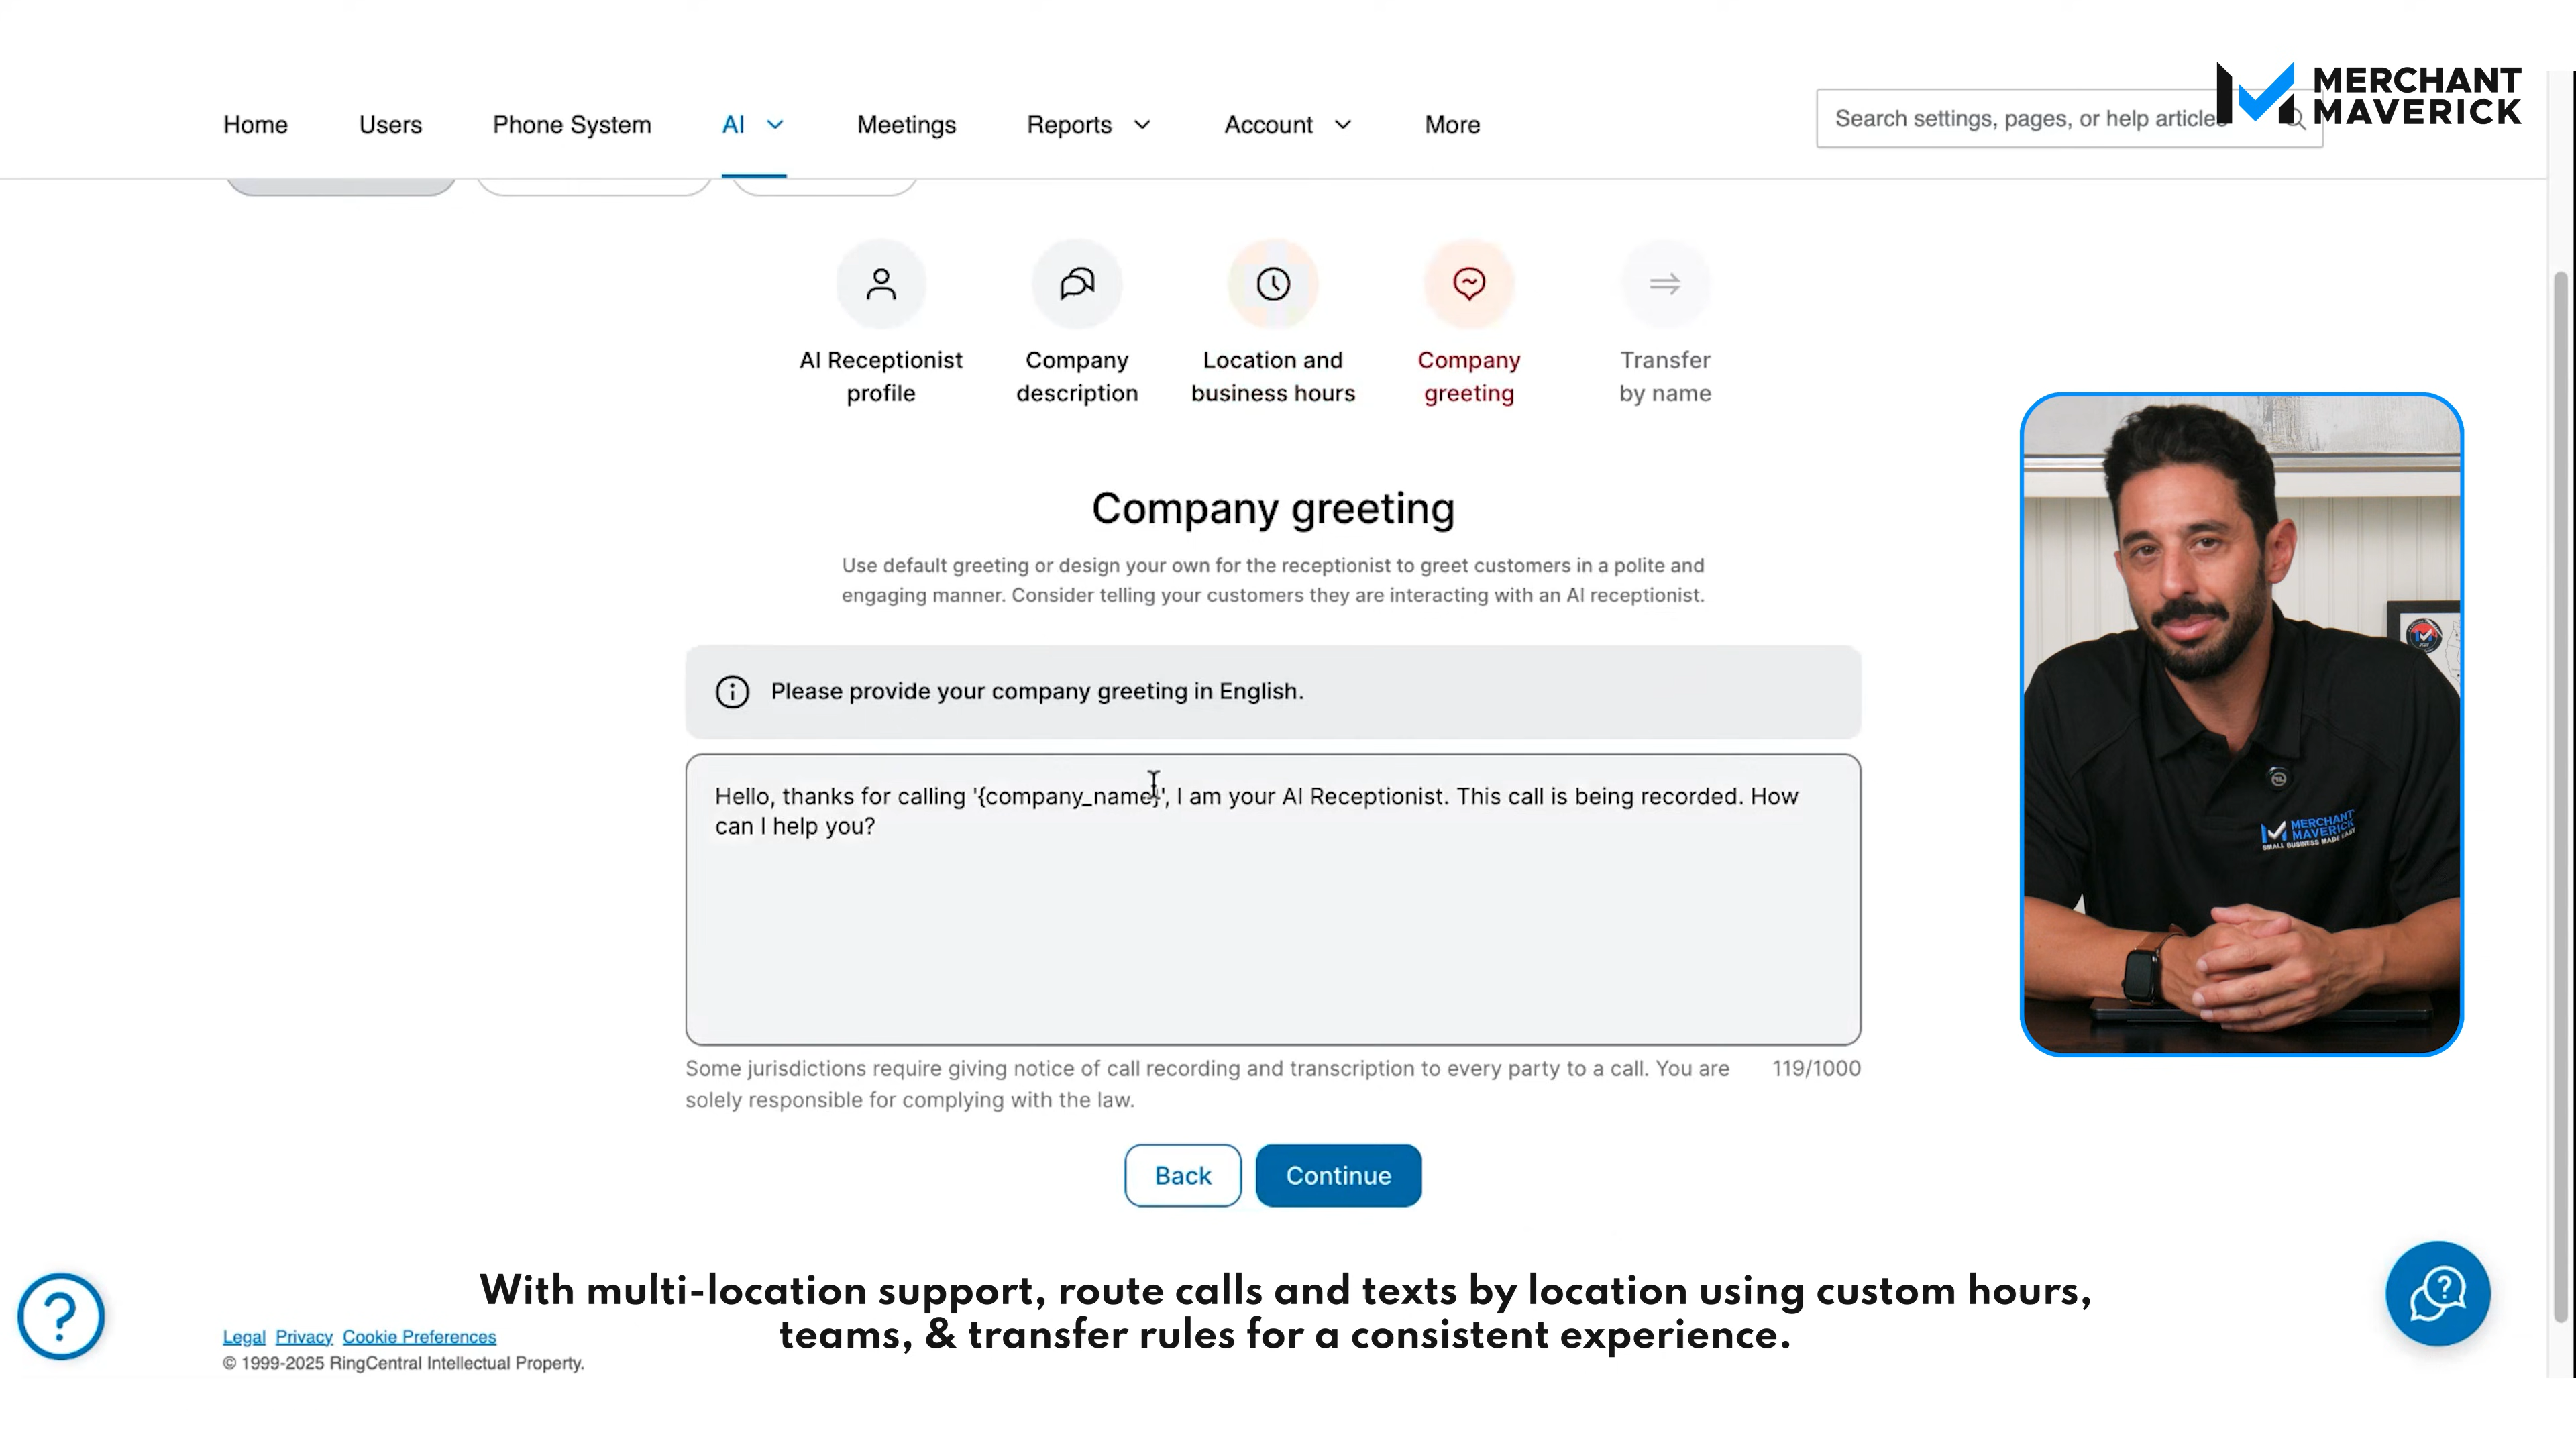 MERCHANT
MAVERICK
Home Users Phone System AI Meetings Reports Account More
Search settings, pages, or help article
AI Receptionist
profile
Company
description
Location and
business hours
Company
greeting
Transfer
by name
Company greeting
Use default greeting or design your own for the receptionist to greet customers in a polite and
engaging manner. Consider telling your customers they are interacting with an AI receptionist.
Please provide your company greeting in English.
Hello, thanks for calling '{company_name}', I am your AI Receptionist. This call is being recorded. How
can I help you?
Some jurisdictions require giving notice of call recording and transcription to every party to a call. You are
solely responsible for complying with the law.
119/1000
Back Continue
MERCHANT
MAVERICK
SMALL BUSINESS MADE EASY
With multi-location support, route calls and texts by location using custom hours,
teams, & transfer rules for a consistent experience.
Legal Privacy Cookie Preferences
© 1999-2025 RingCentral Intellectual Property.